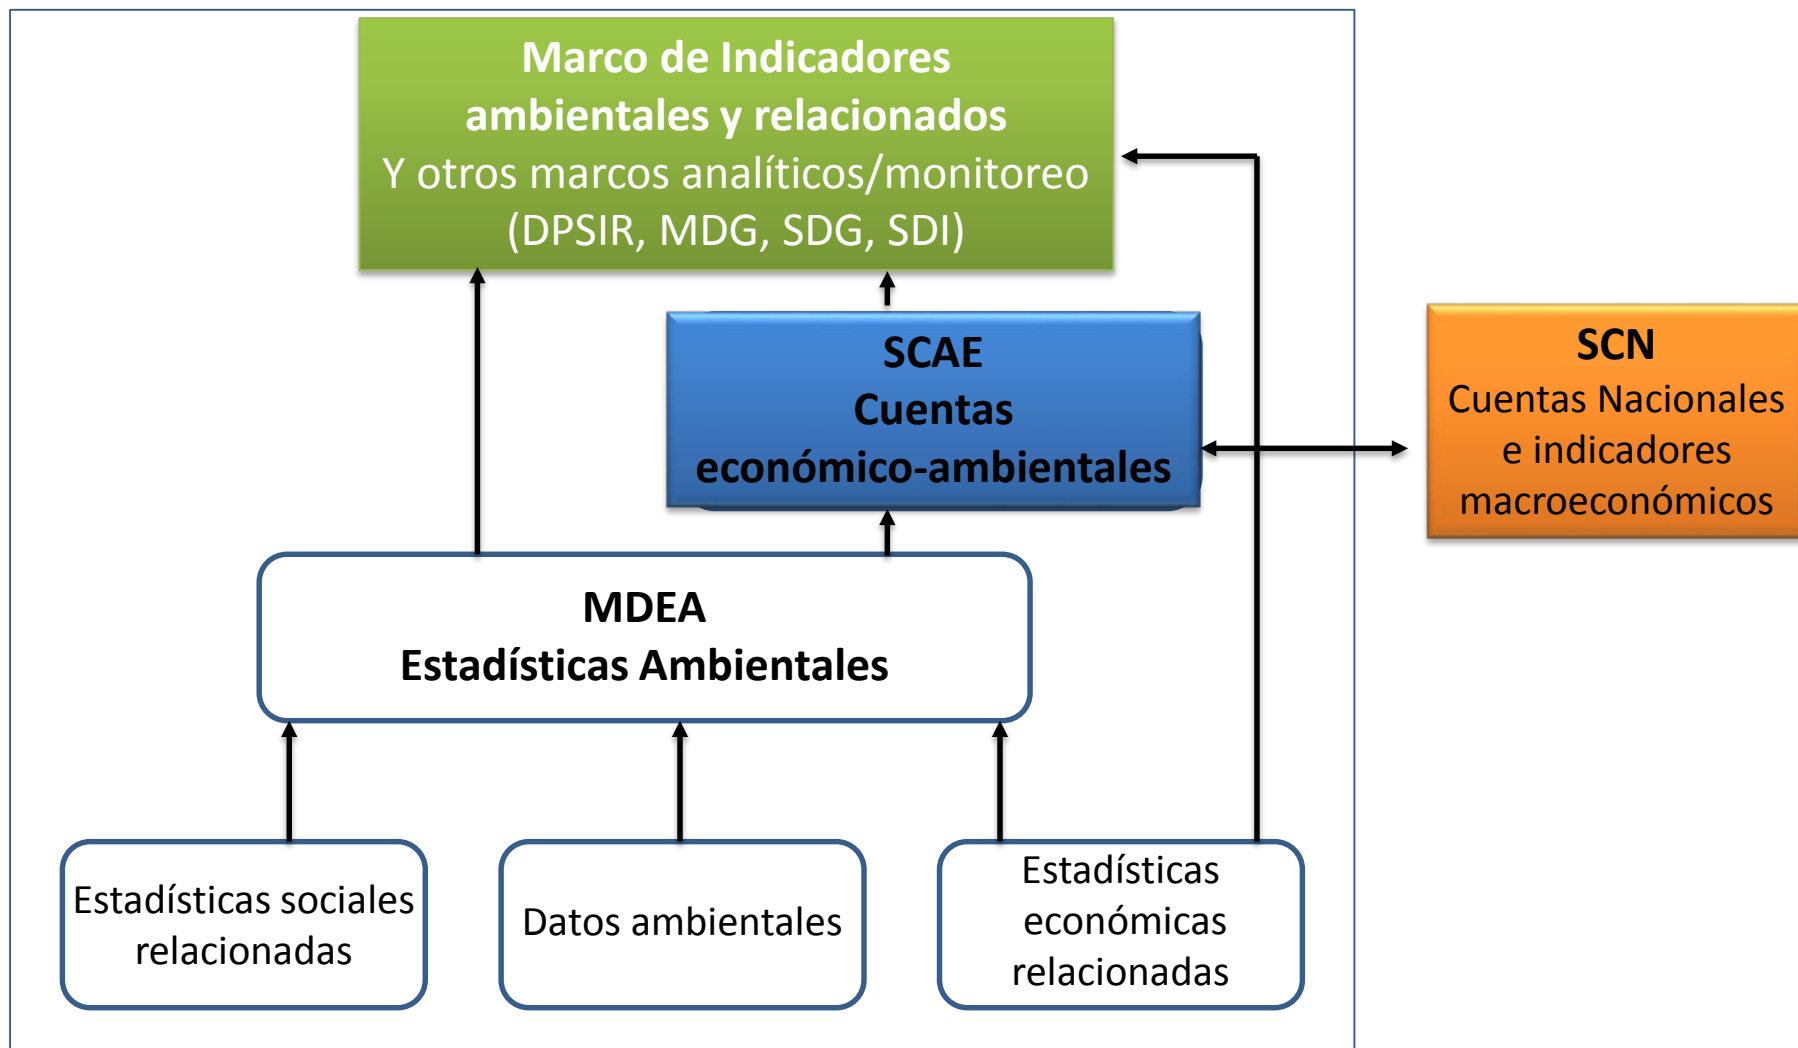 Marco de Indicadores
ambientales y relacionados
Y otros marcos analíticos/monitoreo
(DPSIR, MDG, SDG, SDI)
SCAE
Cuentas
económico-ambientales
SCN
Cuentas Nacionales
e indicadores
macroeconómicos
MDEA
Estadísticas Ambientales
Estadísticas sociales
relacionadas
Datos ambientales
Estadísticas
económicas
relacionadas